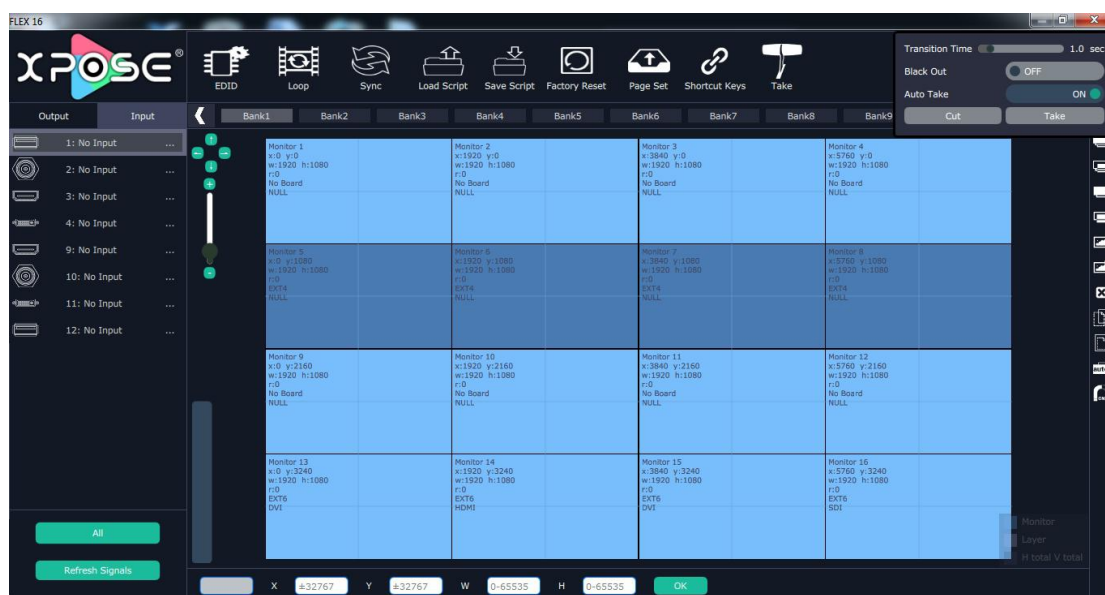 FLEX 16
XPOSE®
EDID
Loop
Sync
Load Script
Save Script
Factory Reset
Page Set
Shortcut Keys
Take
Transition Time 1.0 sec
Black Out OFF
Auto Take ON
Cut Take
Output Input
Bank1 Bank2 Bank3 Bank4 Bank5 Bank6 Bank7 Bank8 Bank9
1: No Input ...
2: No Input ...
3: No Input ...
4: No Input ...
9: No Input ...
10: No Input ...
11: No Input ...
12: No Input ...
Monitor 1
x:0 y:0
w:1920 h:1080
r:0
No Board
NULL
Monitor 2
x:1920 y:0
w:1920 h:1080
r:0
No Board
NULL
Monitor 3
x:3840 y:0
w:1920 h:1080
r:0
No Board
NULL
Monitor 4
x:5760 y:0
w:1920 h:1080
r:0
No Board
NULL
Monitor 5
x:0 y:1080
w:1920 h:1080
r:0
EXT4
NULL
Monitor 6
x:1920 y:1080
w:1920 h:1080
r:0
EXT4
NULL
Monitor 7
x:3840 y:1080
w:1920 h:1080
r:0
EXT4
NULL
Monitor 8
x:5760 y:1080
w:1920 h:1080
r:0
EXT4
NULL
Monitor 9
x:0 y:2160
w:1920 h:1080
r:0
No Board
NULL
Monitor 10
x:1920 y:2160
w:1920 h:1080
r:0
No Board
NULL
Monitor 11
x:3840 y:2160
w:1920 h:1080
r:0
No Board
NULL
Monitor 12
x:5760 y:2160
w:1920 h:1080
r:0
No Board
NULL
Monitor 13
x:0 y:3240
w:1920 h:1080
r:0
EXT6
DVI
Monitor 14
x:1920 y:3240
w:1920 h:1080
r:0
EXT6
HDMI
Monitor 15
x:3840 y:3240
w:1920 h:1080
r:0
EXT6
DVI
Monitor 16
x:5760 y:3240
w:1920 h:1080
r:0
EXT6
SDI
Monitor
Layer
H total V total
All
Refresh Signals
X ±32767 Y ±32767 W 0-65535 H 0-65535 OK